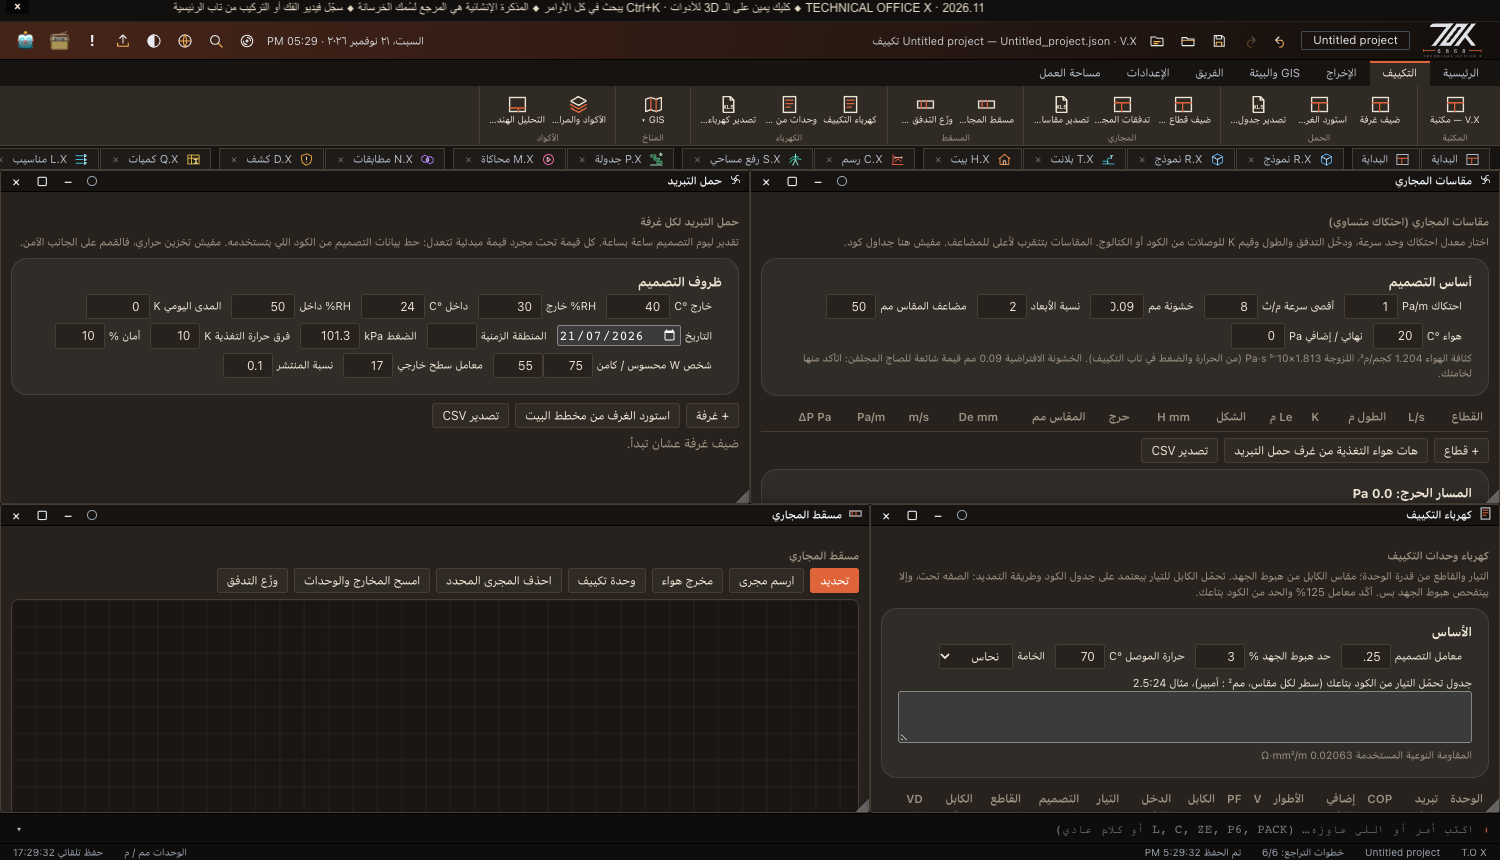 TECHNICAL OFFICE X · 2026.11 ◆ كليك يمين على الـ 3D للأدوات · Ctrl+K يبحث في كل الأوامر ◆ المذكرة الإنشائية هي المرجع لسُمك الخرسانة ◆ سجّل فيديو الفك أو التركيب من تاب الرئيسية
Untitled project
V.X · Untitled_project.json — Untitled project تكييف
السبت، ٢١ نوفمبر ٢٠٢٦ · 05:29 PM
الرئيسية التكييف الإخراج GIS والبيئة الفريق الإعدادات مساحة العمل
V.X — مكتبة
المكتبة
ضيف غرفة استورد الغر... تصدير جدول...
الحمل
ضيف قطاع ... تدفقات المجـ... تصدير مقاسا...
المجاري
مسقط المجا... وزّع التدفق ...
المسقط
كهرباء التكييف وحدات من ... تصدير كهرباء...
الكهرباء
GIS
المناخ
الأكواد والمرا... التحليل الهند...
الأكواد
البداية البداية R.X نموذج × R.X نموذج × T.X بلانت × H.X بيت × C.X رسم × S.X رفع مساحي × P.X جدولة × M.X محاكاة × N.X مطابقات × D.X كشف × Q.X كميات × L.X مناسيب ×
مقاسات المجاري
مقاسات المجاري (احتكاك متساوي)
اختار معدل احتكاك وحد سرعة، ودخّل التدفق والطول وقيم K للوصلات من الكود أو الكتالوج. المقاسات بتتقرب لأعلى للمضاعف. مفيش هنا جداول كود.
أساس التصميم
احتكاك Pa/m 1 أقصى سرعة م/ث 8 خشونة مم 0.09 نسبة الأبعاد 2 مضاعف المقاس مم 50
هواء °C 20 نهائي / إضافي Pa 0
كثافة الهواء 1.204 كجم/م³، اللزوجة 1.813×10⁻⁵ Pa·s (من الحرارة والضغط في تاب التكييف). الخشونة الافتراضية 0.09 مم قيمة شائعة للصاج المجلفن: اتأكد منها
لخامتك.
القطاع L/s الطول م K Le م الشكل H mm حرج المقاس مم De mm m/s Pa/m ΔP Pa
+ قطاع هات هواء التغذية من غرف حمل التبريد تصدير CSV
المسار الحرج: 0.0 Pa
حمل التبريد
حمل التبريد لكل غرفة
تقدير ليوم التصميم ساعة بساعة. كل قيمة تحت مجرد قيمة مبدئية تتعدل: حط بيانات التصميم من الكود اللي بتستخدمه. مفيش تخزين حراري، فالقمم على الجانب الآمن.
ظروف التصميم
خارج °C 40 خارج RH% 30 داخل °C 24 داخل RH% 50 المدى اليومي K 0
التاريخ 21/07/2026 المنطقة الزمنية الضغط kPa 101.3 فرق حرارة التغذية K 10 أمان % 10
شخص W محسوس / كامن 75 55 معامل سطح خارجي 17 نسبة المنتشر 0.1
+ غرفة استورد الغرف من مخطط البيت تصدير CSV
ضيف غرفة عشان تبدأ.
كهرباء التكييف
كهرباء وحدات التكييف
التيار والقاطع من قدرة الوحدة؛ مقاس الكابل من هبوط الجهد. تحمّل الكابل للتيار بيعتمد على جدول الكود وطريقة التمديد: الصقه تحت، وإلا
بيتفحص هبوط الجهد بس. أكّد معامل 125% والحد من الكود بتاعك.
الأساس
معامل التصميم .25 حد هبوط الجهد % 3 حرارة الموصل °C 70 الخامة نحاس
جدول تحمّل التيار من الكود بتاعك (سطر لكل مقاس، مم² : أمبير)، مثال 2.5:24
المقاومة النوعية المستخدمة 0.02063 Ω·mm²/m
الوحدة تبريد COP إضافي الأطوار V PF الكابل الدخل التيار التصميم القاطع الكابل VD
مسقط المجاري
مسقط المجاري
تحديد ارسم مجرى مخرج هواء وحدة تكييف احذف المجرى المحدد امسح المخارج والوحدات وزّع التدفق
اكتب أمر أو اللي عاوزه… (L, C, ZE, P6, PACK أو كلام عادي)
T.O X Untitled project خطوات التراجع: 6/6 تم الحفظ 5:29:32 PM الوحدات مم / م حفظ تلقائي 17:29:32